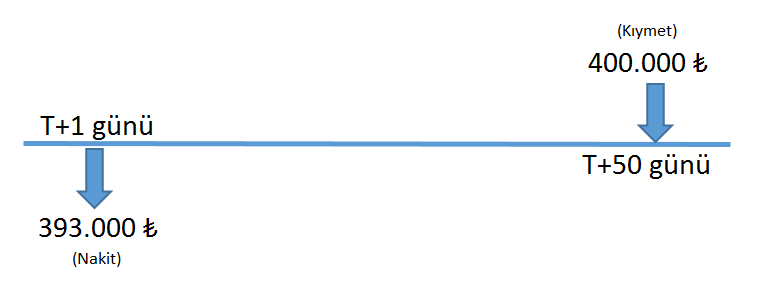 (Kıymet)
400.000 ₺
T+1 günü
T+50 günü
393.000 ₺
(Nakit)